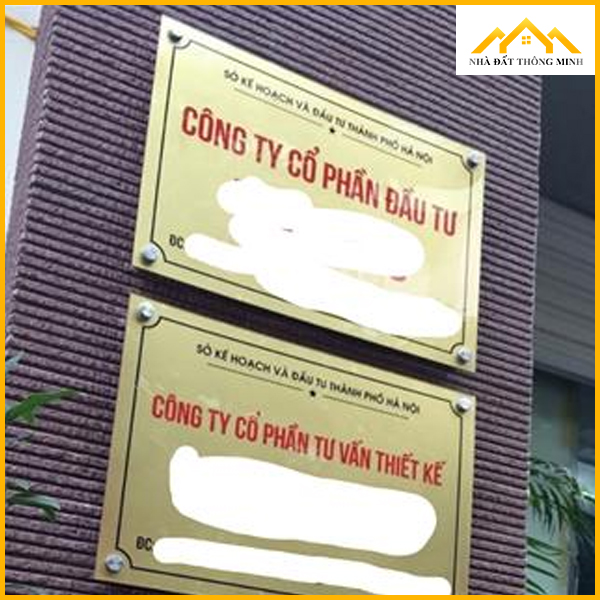 NHÀ ĐẤT THÔNG MINH
SỞ KẾ HOẠCH VÀ ĐẦU TƯ THÀNH PHỐ HÀ NỘI
CÔNG TY CỔ PHẦN ĐẦU TƯ
ĐC:
SỞ KẾ HOẠCH VÀ ĐẦU TƯ THÀNH PHỐ HÀ NỘI
CÔNG TY CỔ PHẦN TƯ VẤN THIẾT KẾ
ĐC: